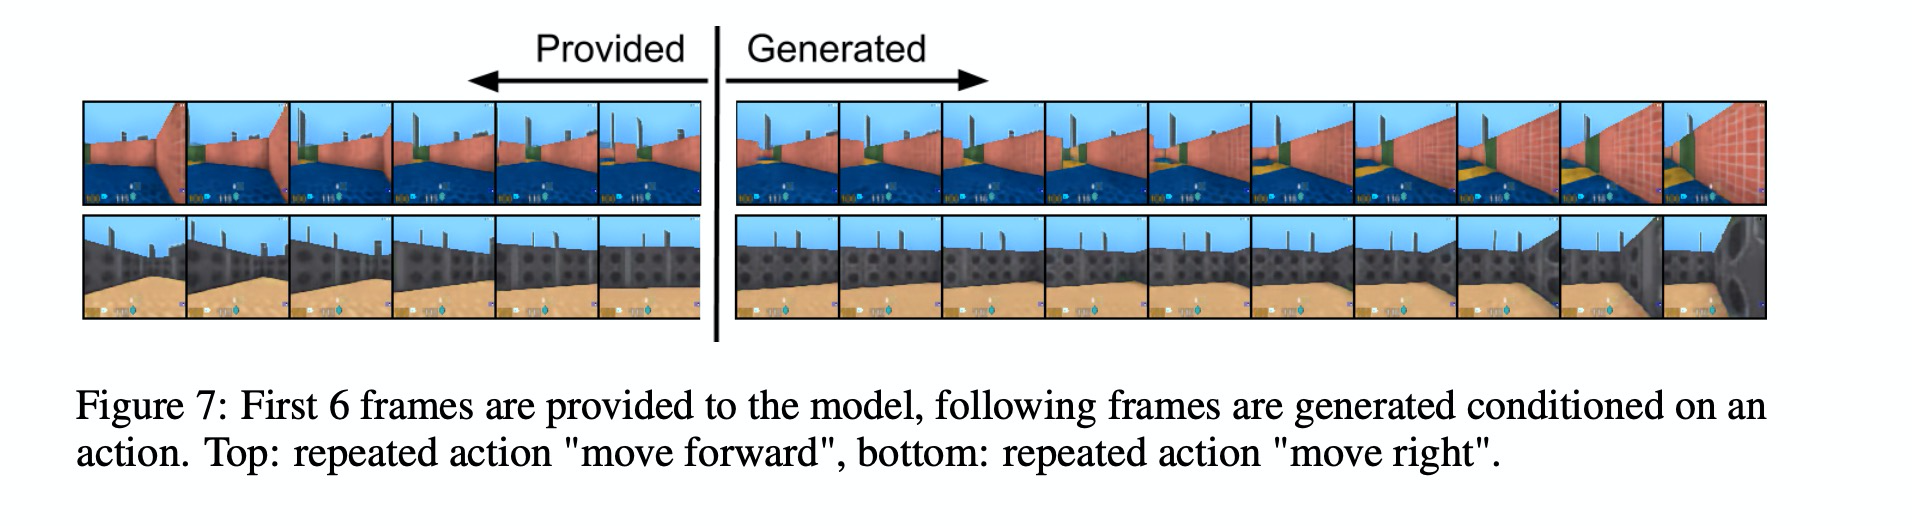 Provided Generated
Figure 7: First 6 frames are provided to the model, following frames are generated conditioned on an
action. Top: repeated action "move forward", bottom: repeated action "move right".